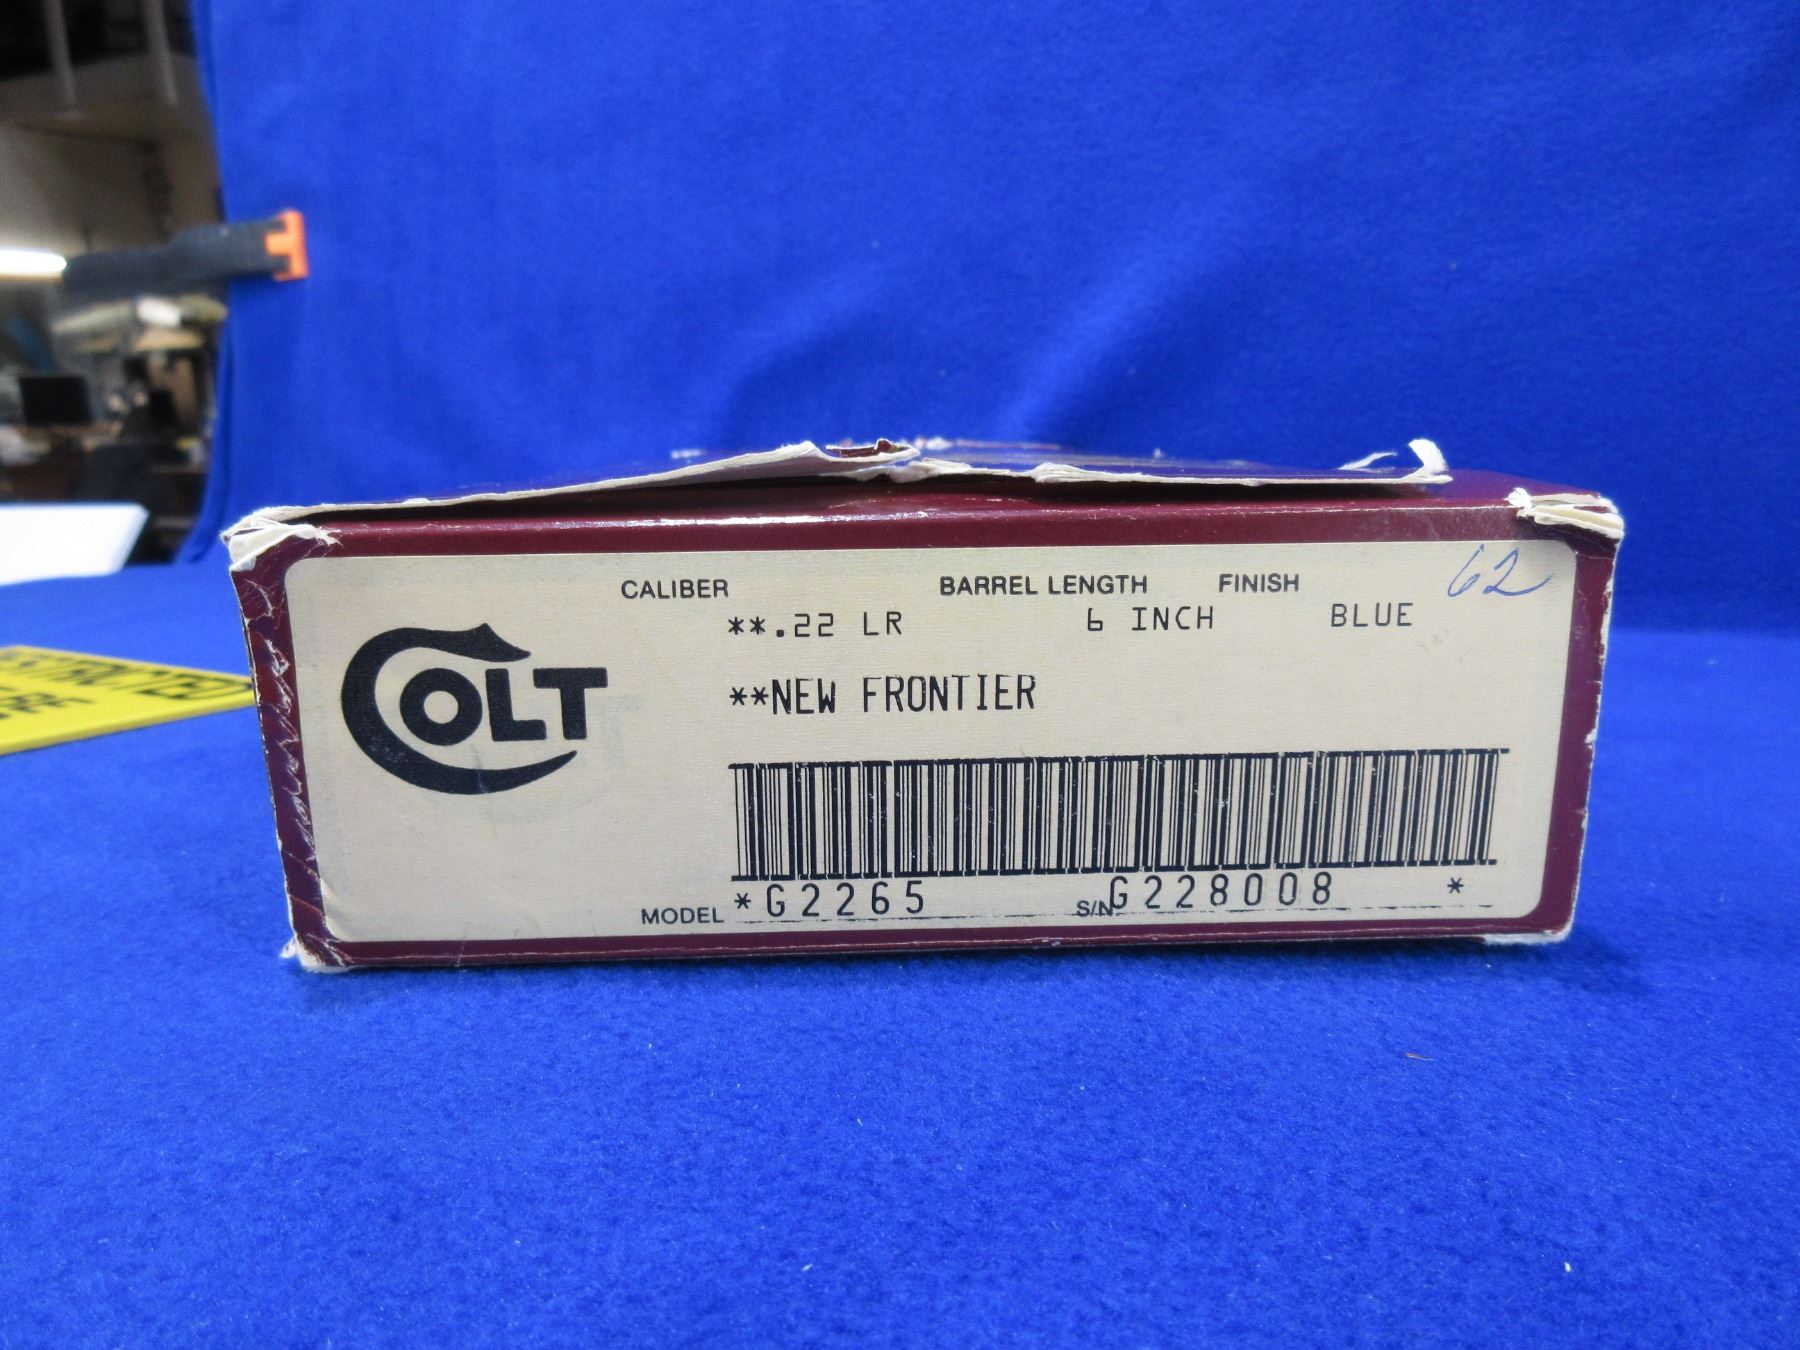 CALIBER BARREL LENGTH FINISH 62
**.22 LR 6 INCH BLUE
COLT
**NEW FRONTIER
MODEL *G2265 S/N G228008 *